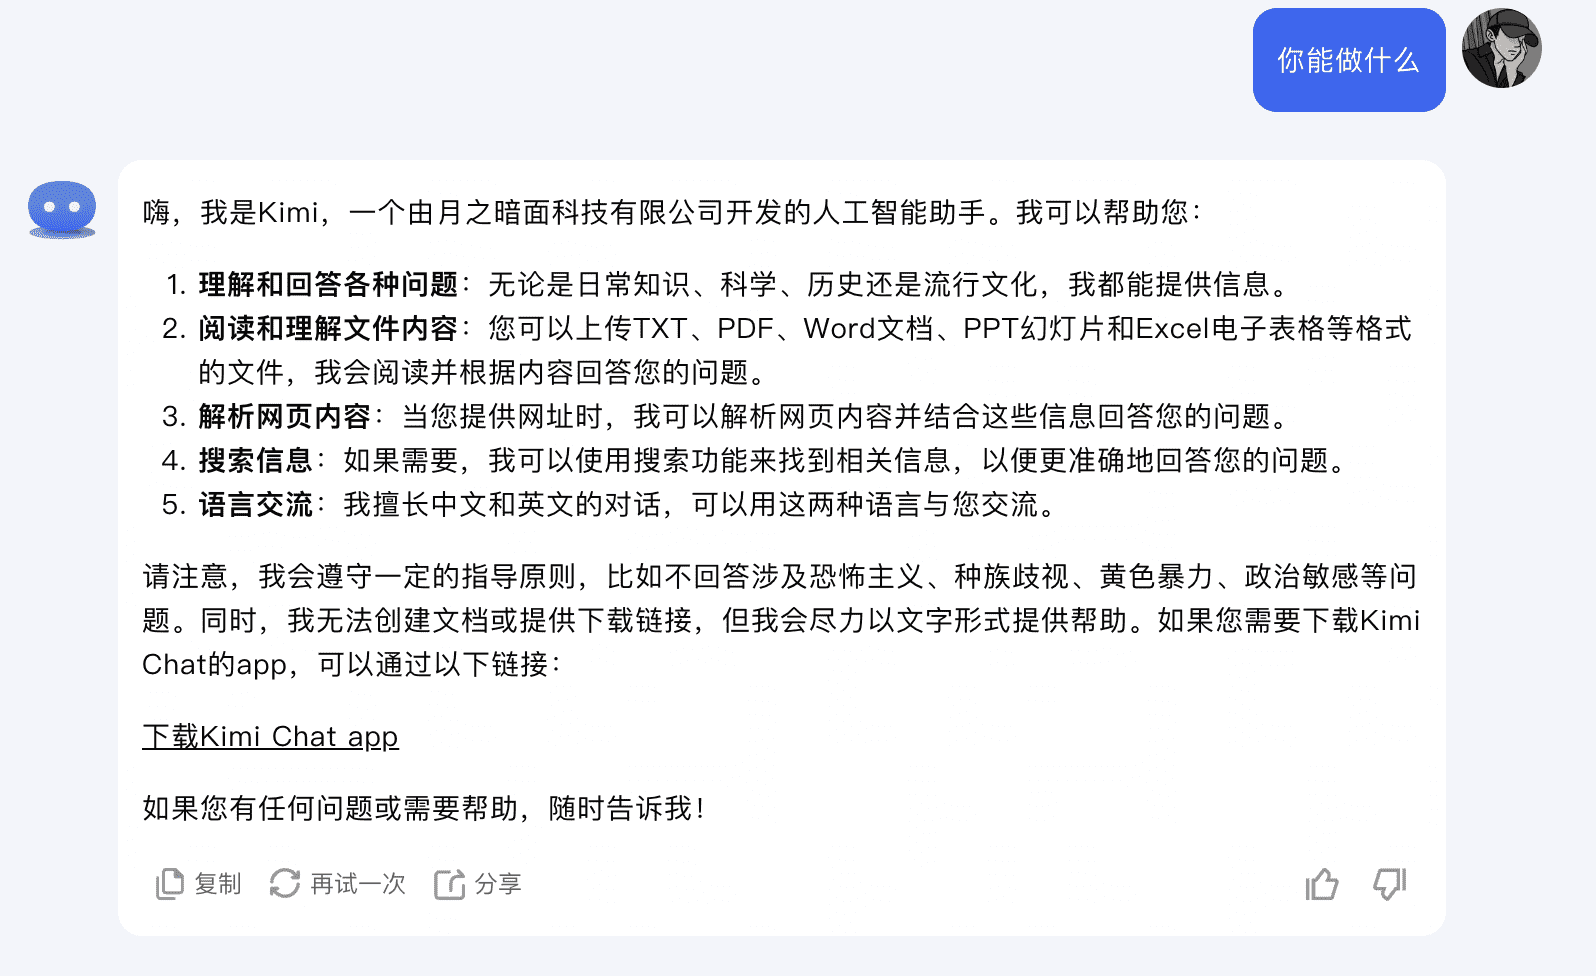 你能做什么
嗨，我是Kimi，一个由月之暗面科技有限公司开发的人工智能助手。我可以帮助您：
1. 理解和回答各种问题：无论是日常知识、科学、历史还是流行文化，我都能提供信息。
2. 阅读和理解文件内容：您可以上传TXT、PDF、Word文档、PPT幻灯片和Excel电子表格等格式
的文件，我会阅读并根据内容回答您的问题。
3. 解析网页内容：当您提供网址时，我可以解析网页内容并结合这些信息回答您的问题。
4. 搜索信息：如果需要，我可以使用搜索功能来找到相关信息，以便更准确地回答您的问题。
5. 语言交流：我擅长中文和英文的对话，可以用这两种语言与您交流。
请注意，我会遵守一定的指导原则，比如不回答涉及恐怖主义、种族歧视、黄色暴力、政治敏感等问
题。同时，我无法创建文档或提供下载链接，但我会尽力以文字形式提供帮助。如果您需要下载Kimi
Chat的app，可以通过以下链接：
下载Kimi Chat app
如果您有任何问题或需要帮助，随时告诉我！
复制 再试一次 分享